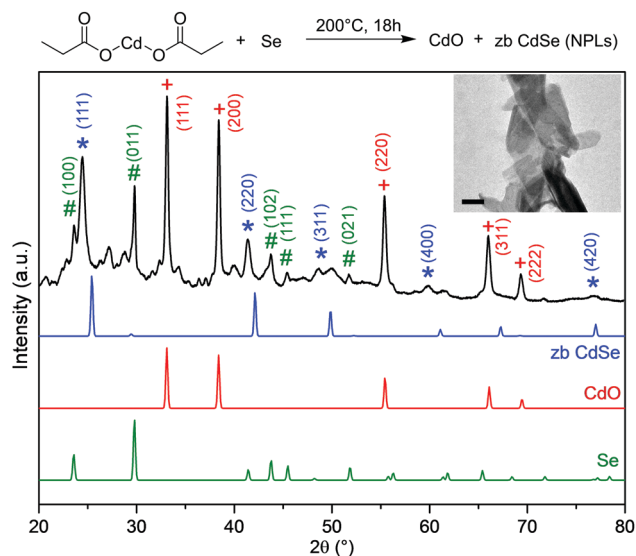 O
O
O
Cd
O
+ Se
200°C, 18h
CdO + zb CdSe (NPLs)
# (100)
* (111)
# (011)
+ (111)
+ (200)
* (220)
# (102)
# (111)
* (311)
# (021)
+ (220)
* (400)
+ (311)
+ (222)
* (420)
zb CdSe
CdO
Se
Intensity (a.u.)
20 30 40 50 60 70 80
2θ (°)